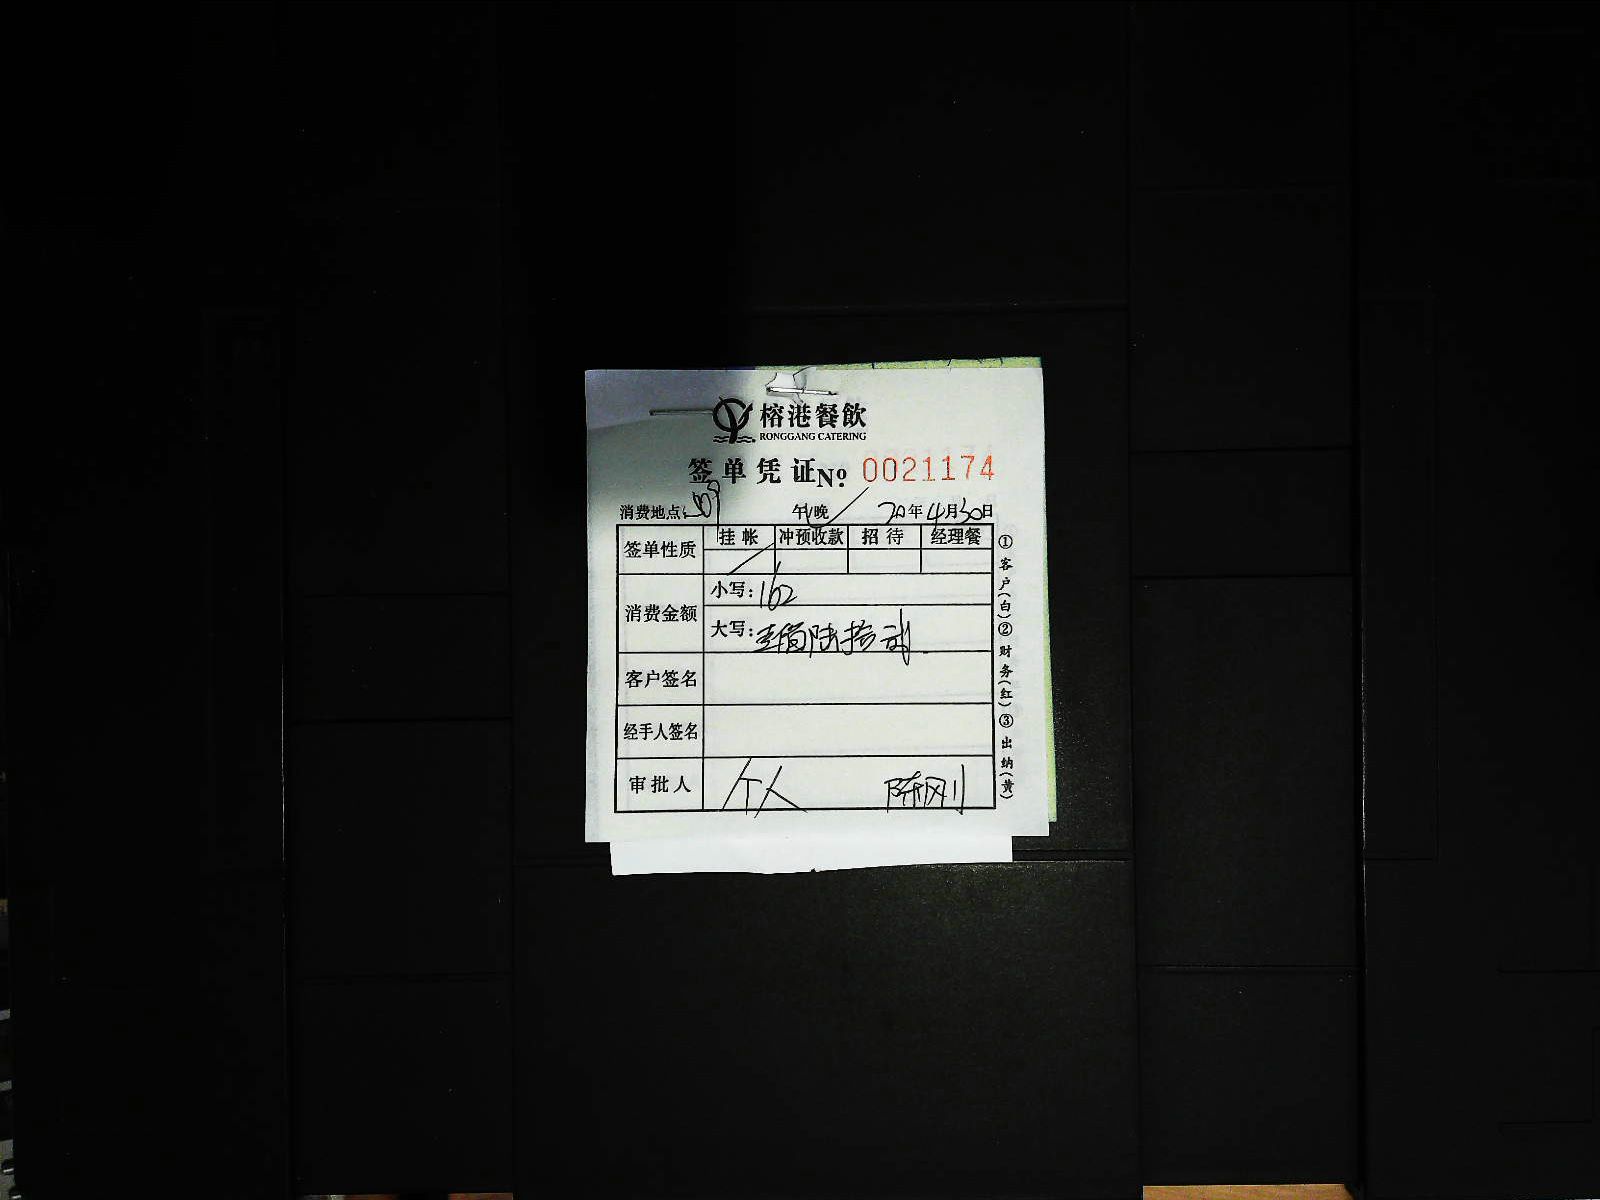 榕港餐飲
RONGGANG CATERING
签单凭证No 0021174
消费地点:309 午/晚 20年4月30日
签单性质 挂帐 冲预收款 招待 经理餐
消费金额 小写:162
大写:壹佰陆拾贰
客户签名
经手人签名
审批人 个人 陈刚
①客户(白)②财务(红)③出纳(黄)